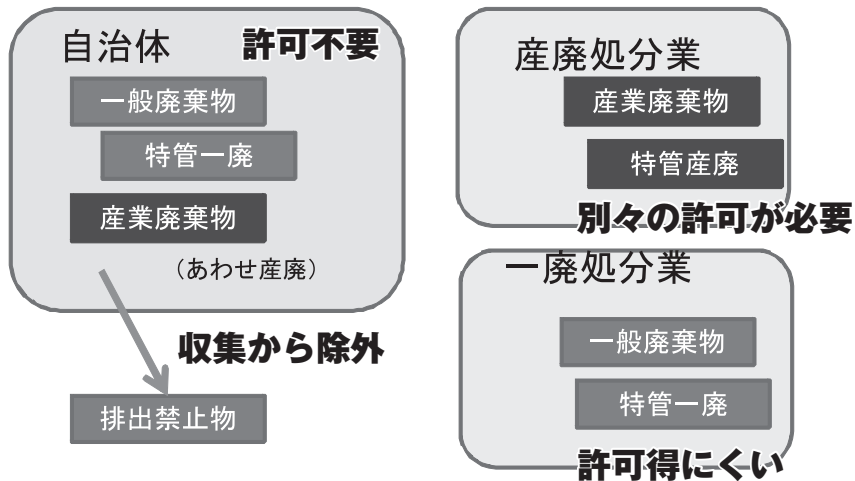 自治体
許可不要
一般廃棄物
特管一廃
産業廃棄物
(あわせ産廃)
収集から除外
排出禁止物
産廃処分業
産業廃棄物
特管産廃
別々の許可が必要
一廃処分業
一般廃棄物
特管一廃
許可得にくい